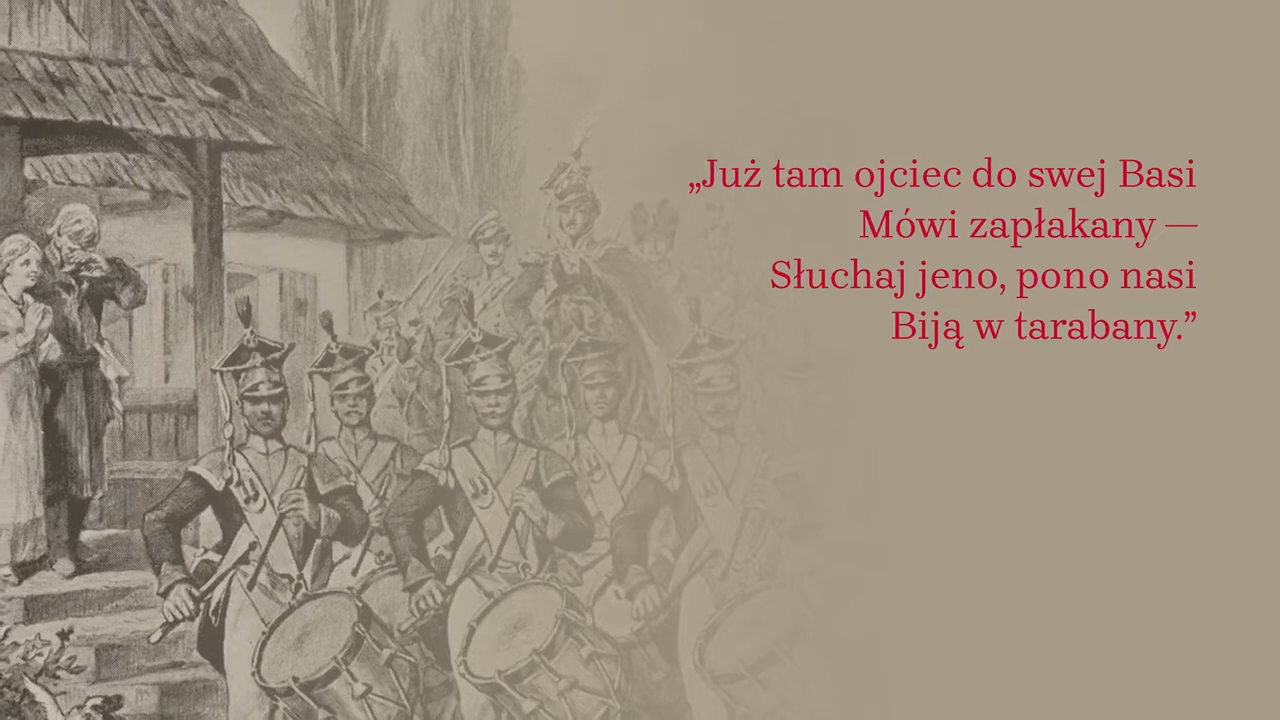 „Już tam ojciec do swej Basi
Mówi zapłakany —
Słuchaj jeno, pono nasi
Biją w tarabany.”